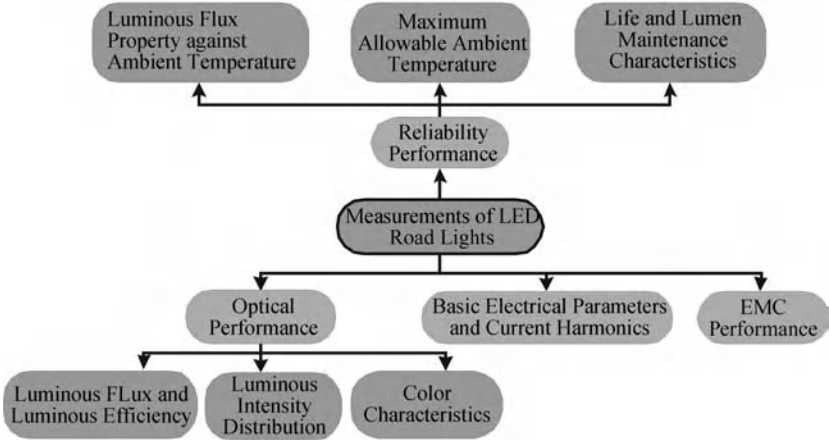 Luminous Flux
Property against
Ambient Temperature
Maximum
Allowable Ambient
Temperature
Life and Lumen
Maintenance
Characteristics
Reliability
Performance
Measurements of LED
Road Lights
Optical
Performance
Basic Electrical Parameters
and Current Harmonics
EMC
Performance
Luminous FLux and
Luminous Efficiency
Luminous
Intensity
Distribution
Color
Characteristics